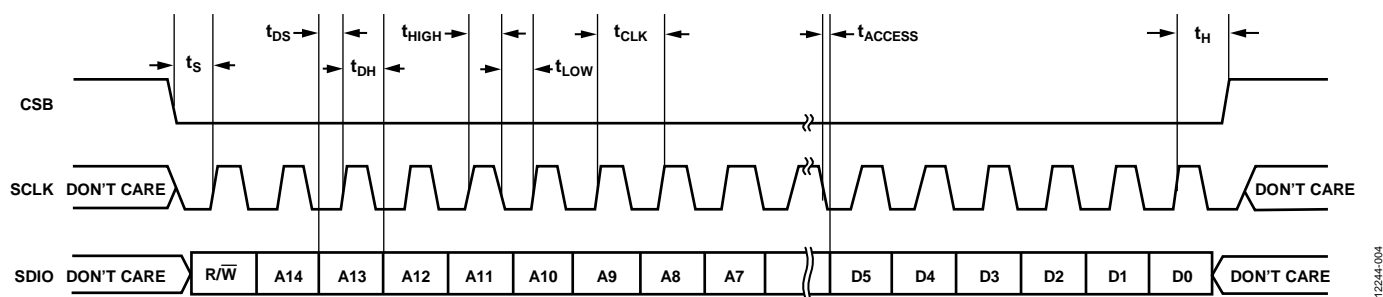 tDS
tHIGH
tCLK
tACCESS
tH
tS
tDH
tLOW
CSB
SCLK DON'T CARE DON'T CARE
SDIO DON'T CARE R/W̅ A14 A13 A12 A11 A10 A9 A8 A7 D5 D4 D3 D2 D1 D0 DON'T CARE
12244-004